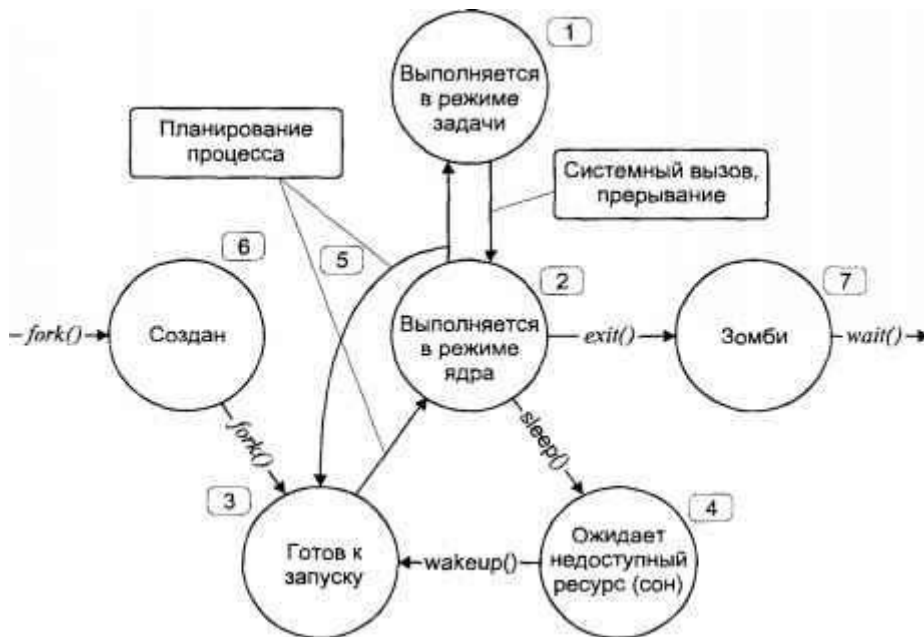 1
Выполняется
в режиме
задачи
Планирование
процесса
Системный вызов,
прерывание
6
5
2
7
fork()
Создан
Выполняется
в режиме
ядра
exit()
Зомби
wait()
fork()
sleep()
3
4
Готов к
запуску
wakeup()
Ожидает
недоступный
ресурс (сон)